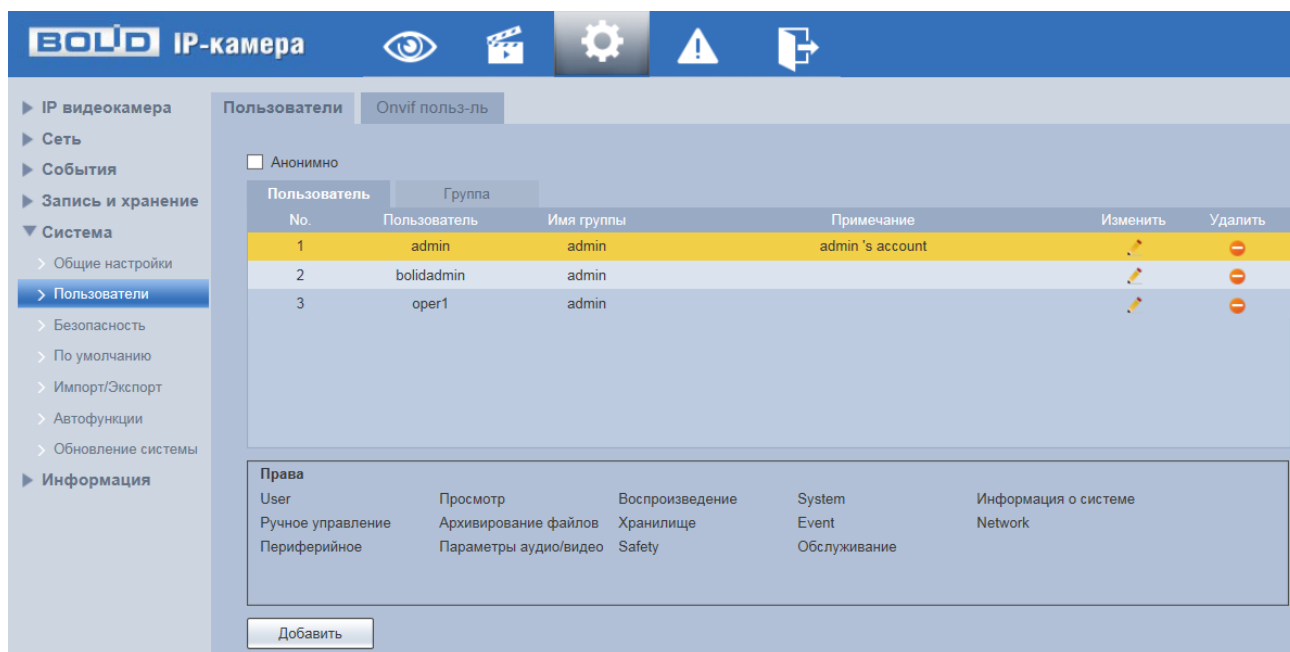 BOLID IP-камера
IP видеокамера
Сеть
События
Запись и хранение
Система
Общие настройки
Пользователи
Безопасность
По умолчанию
Импорт/Экспорт
Автофункции
Обновление системы
Информация
Пользователи Onvif польз-ль
Анонимно
Пользователь Группа
No. Пользователь Имя группы Примечание Изменить Удалить
1 admin admin admin 's account
2 bolidadmin admin
3 oper1 admin
Права
User Просмотр Воспроизведение System Информация о системе
Ручное управление Архивирование файлов Хранилище Event Network
Периферийное Параметры аудио/видео Safety Обслуживание
Добавить